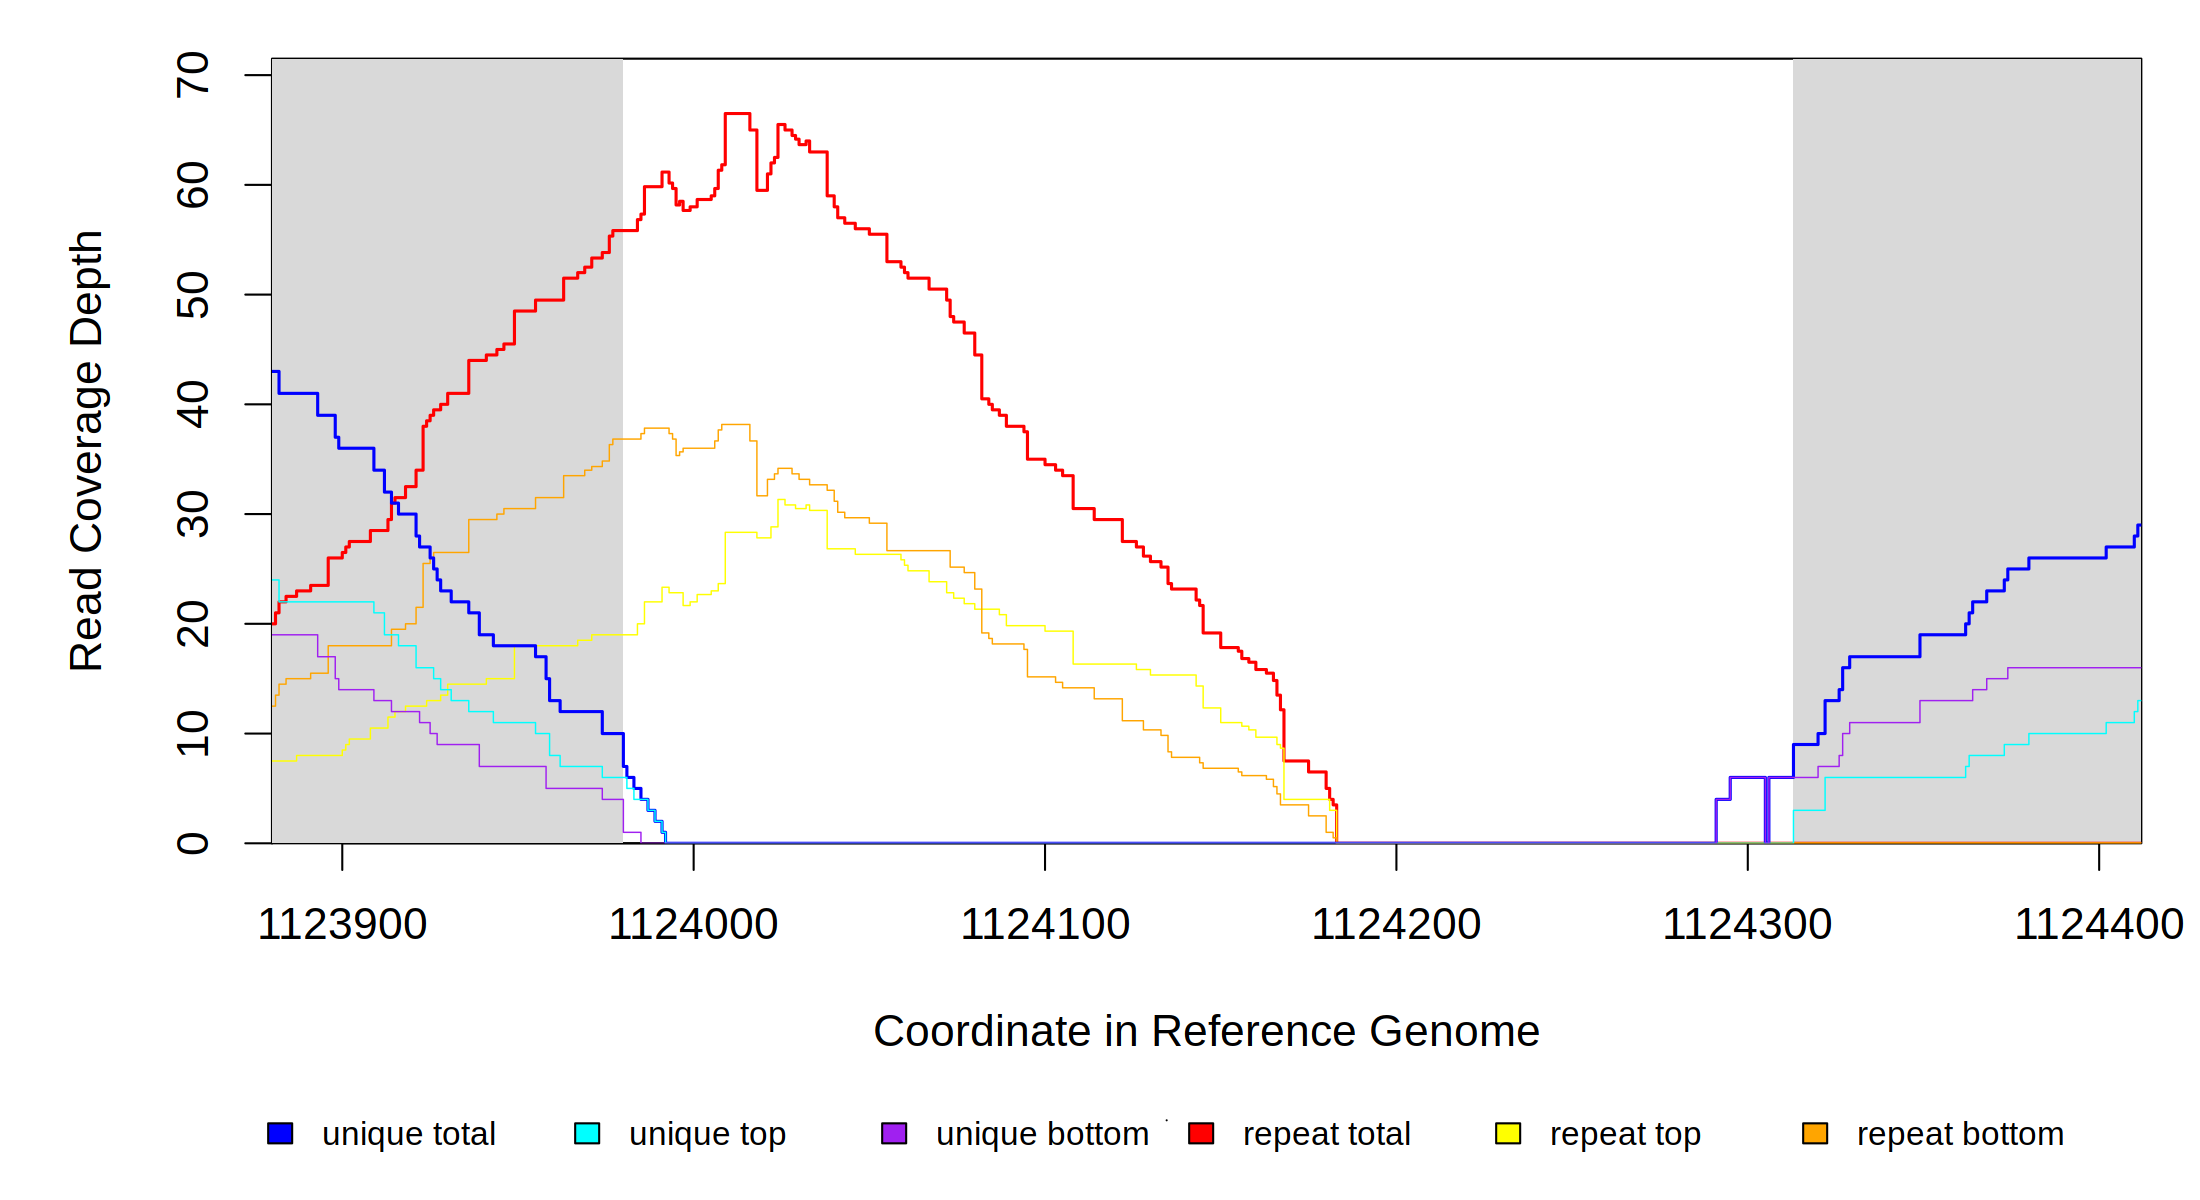 Read Coverage Depth
70
60
50
40
30
20
10
0
1123900 1124000 1124100 1124200 1124300 1124400
Coordinate in Reference Genome
unique total unique top unique bottom repeat total repeat top repeat bottom